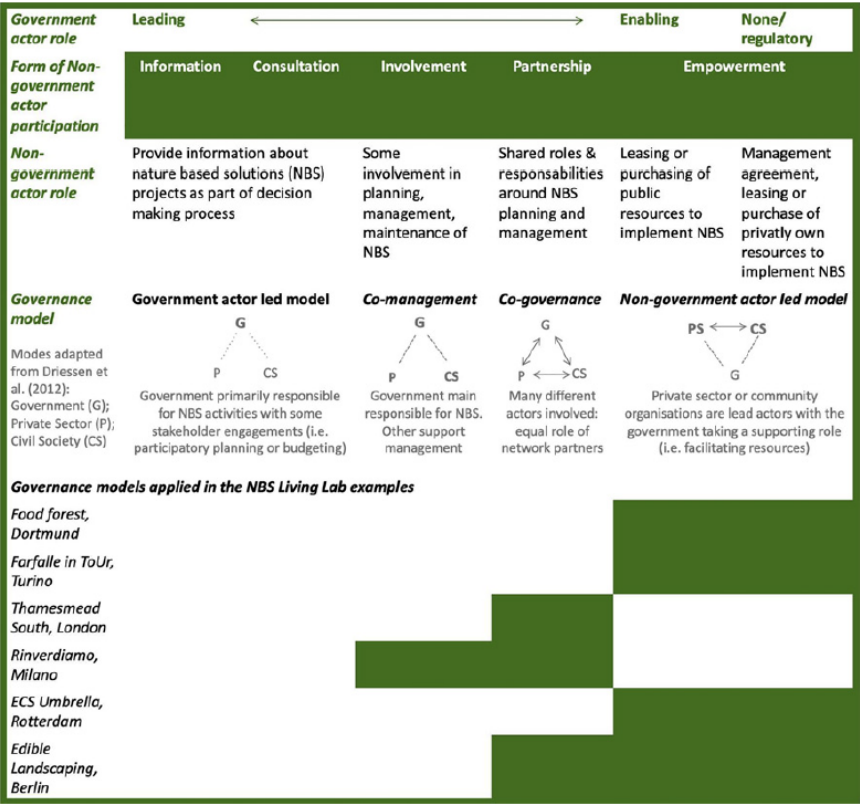 Government actor role
Leading
Enabling
None/
regulatory
Form of Non-
government
actor
participation
Information
Consultation
Involvement
Partnership
Empowerment
Non-
government
actor role
Provide information about
nature based solutions (NBS)
projects as part of decision
making process
Some
involvement in
planning,
management,
maintenance of
NBS
Shared roles &
responsabilities
around NBS
planning and
management
Leasing or
purchasing of
public
resources to
implement NBS
Management
agreement,
leasing or
purchase of
privatly own
resources to
implement NBS
Governance
model
Modes adapted
from Driessen et
al. (2012):
Government (G);
Private Sector (P);
Civil Society (CS)
Government actor led model
G
P CS
Government primarily responsible
for NBS activities with some
stakeholder engagements (i.e.
participatory planning or budgeting)
Co-management
G
P CS
Government main
responsible for NBS.
Other support
management
Co-governance
G
P CS
Many different
actors involved:
equal role of
network partners
Non-government actor led model
PS CS
G
Private sector or community
organisations are lead actors with the
government taking a supporting role
(i.e. facilitating resources)
Governance models applied in the NBS Living Lab examples
Food forest,
Dortmund
Farfalle in ToUr,
Turino
Thamesmead
South, London
Rinverdiamo,
Milano
ECS Umbrella,
Rotterdam
Edible
Landscaping,
Berlin